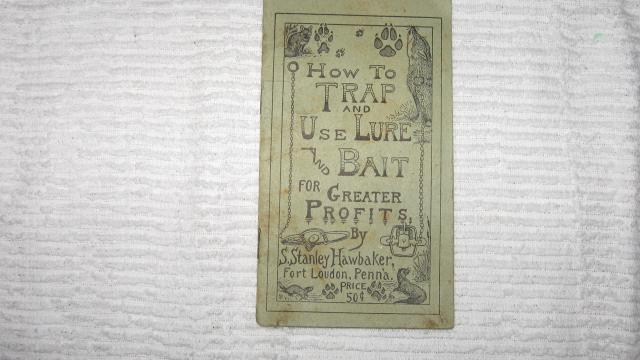 How To
TRAP
AND
USE LURE
AND BAIT
FOR GREATER
PROFITS,
By
S. Stanley Hawbaker,
Fort Loudon, Penna.
PRICE
50¢